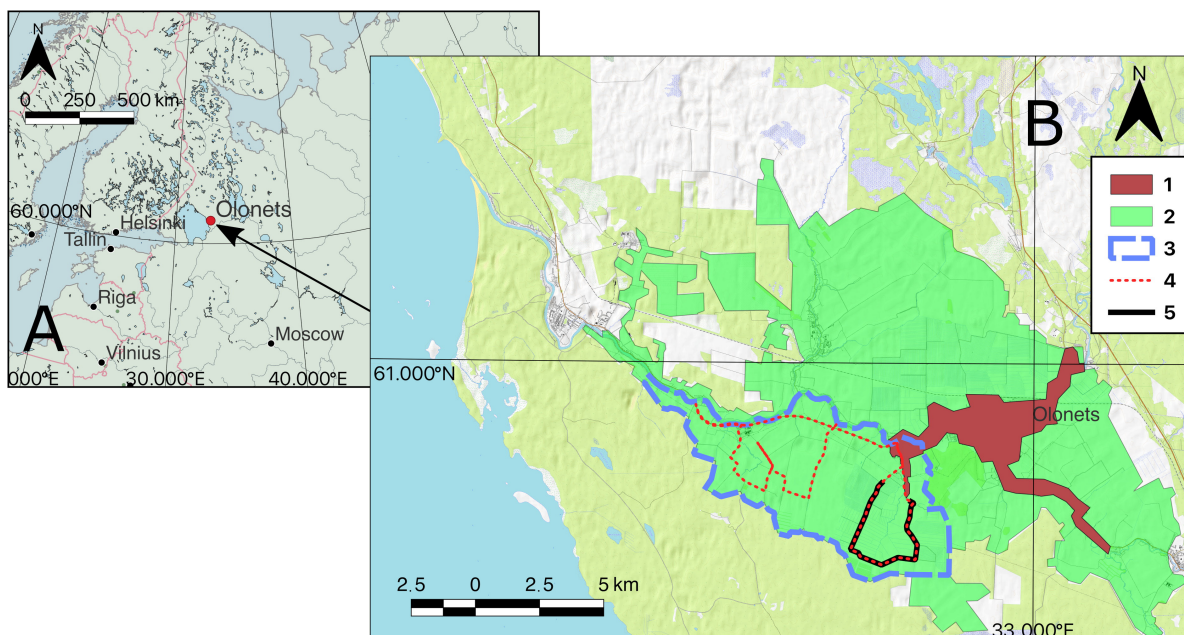 N
0 250 500 km
60.000°N
Olonets
Helsinki
Tallin
Riga
Moscow
A
Vilnius
000°E 30.000°E 40.000°E
N
B
1
2
3
4
5
61.000°N
Olonets
2.5 0 2.5 5 km
33.000°E